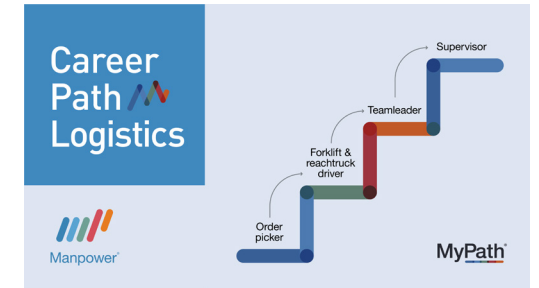 Career
Path
Logistics
Supervisor
Teamleader
Forklift &
reachtruck
driver
Order
picker
Manpower®
MyPath®